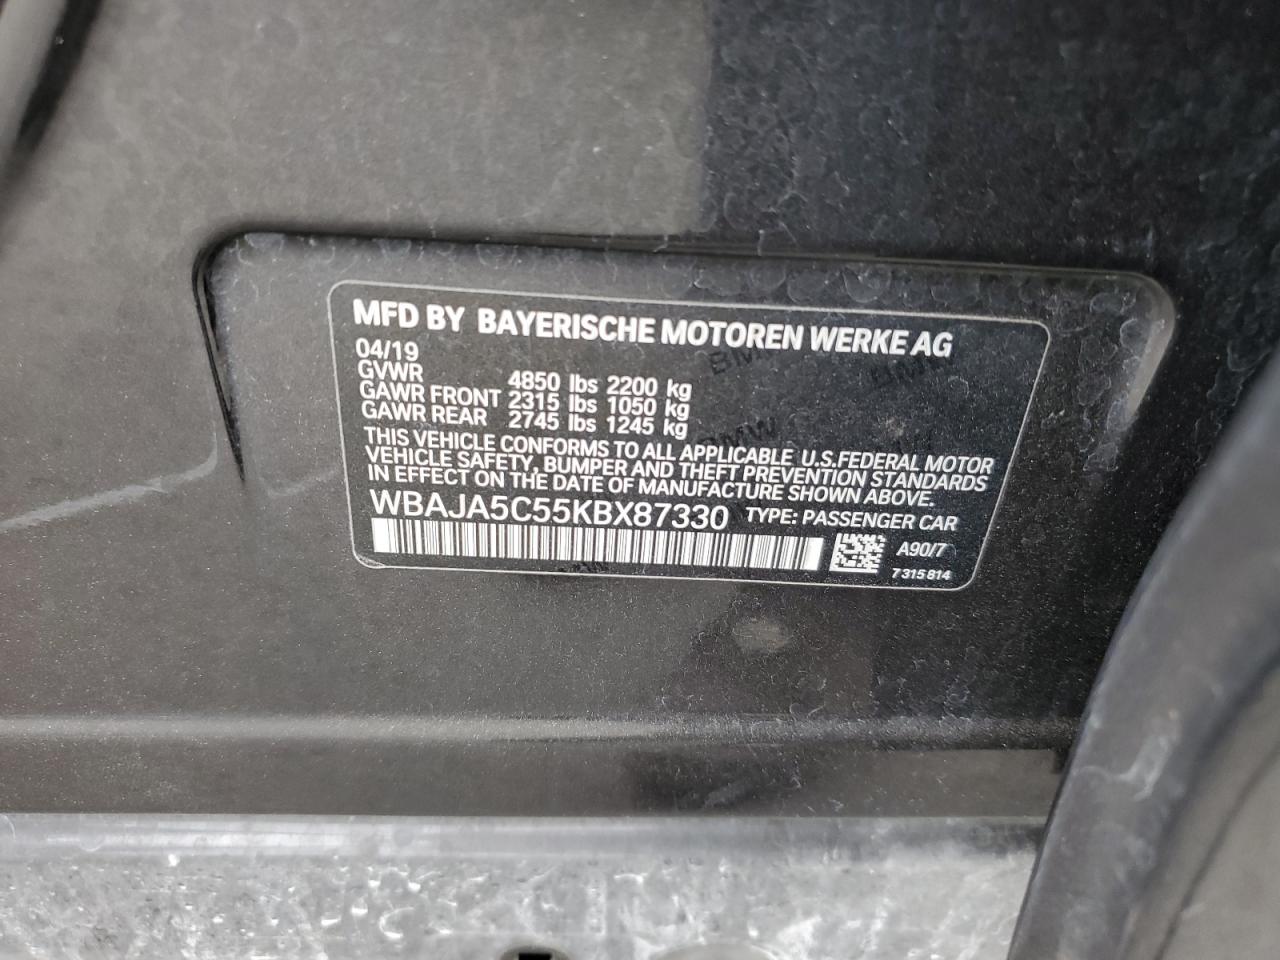 MFD BY BAYERISCHE MOTOREN WERKE AG
04/19
GVWR 4850 lbs 2200 kg
GAWR FRONT 2315 lbs 1050 kg
GAWR REAR 2745 lbs 1245 kg
THIS VEHICLE CONFORMS TO ALL APPLICABLE U.S.FEDERAL MOTOR
VEHICLE SAFETY, BUMPER AND THEFT PREVENTION STANDARDS
IN EFFECT ON THE DATE OF MANUFACTURE SHOWN ABOVE.
WBAJA5C55KBX87330 TYPE: PASSENGER CAR
A90/7
7 315 814
BMW
BMW
BMW